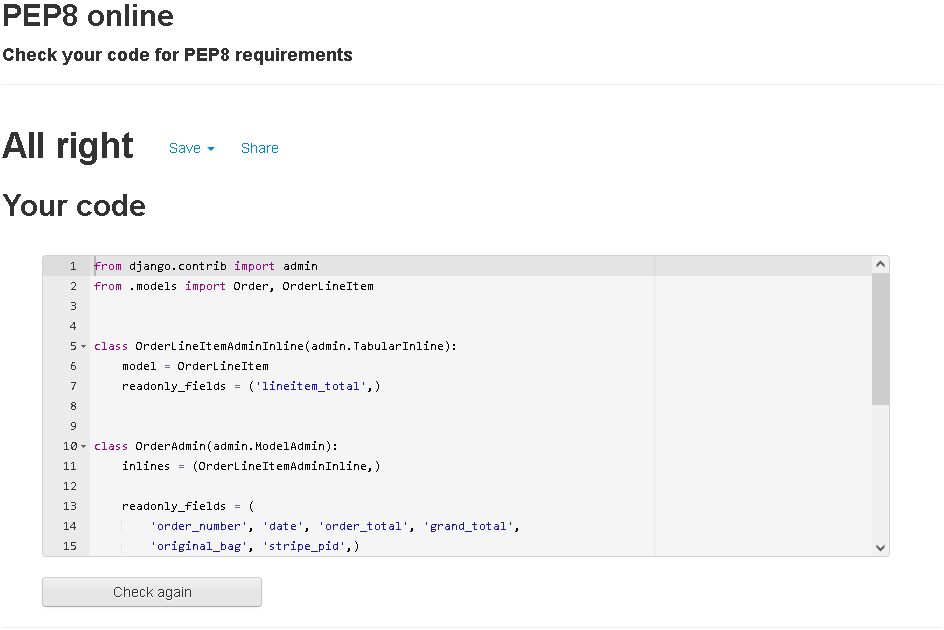 PEP8 online
Check your code for PEP8 requirements
All right Save Share
Your code
1 from django.contrib import admin
2 from .models import Order, OrderLineItem
3
4
5 class OrderLineItemAdminInline(admin.TabularInline):
6     model = OrderLineItem
7     readonly_fields = ('lineitem_total',)
8
9
10 class OrderAdmin(admin.ModelAdmin):
11     inlines = (OrderLineItemAdminInline,)
12
13     readonly_fields = (
14         'order_number', 'date', 'order_total', 'grand_total',
15         'original_bag', 'stripe_pid',)
Check again